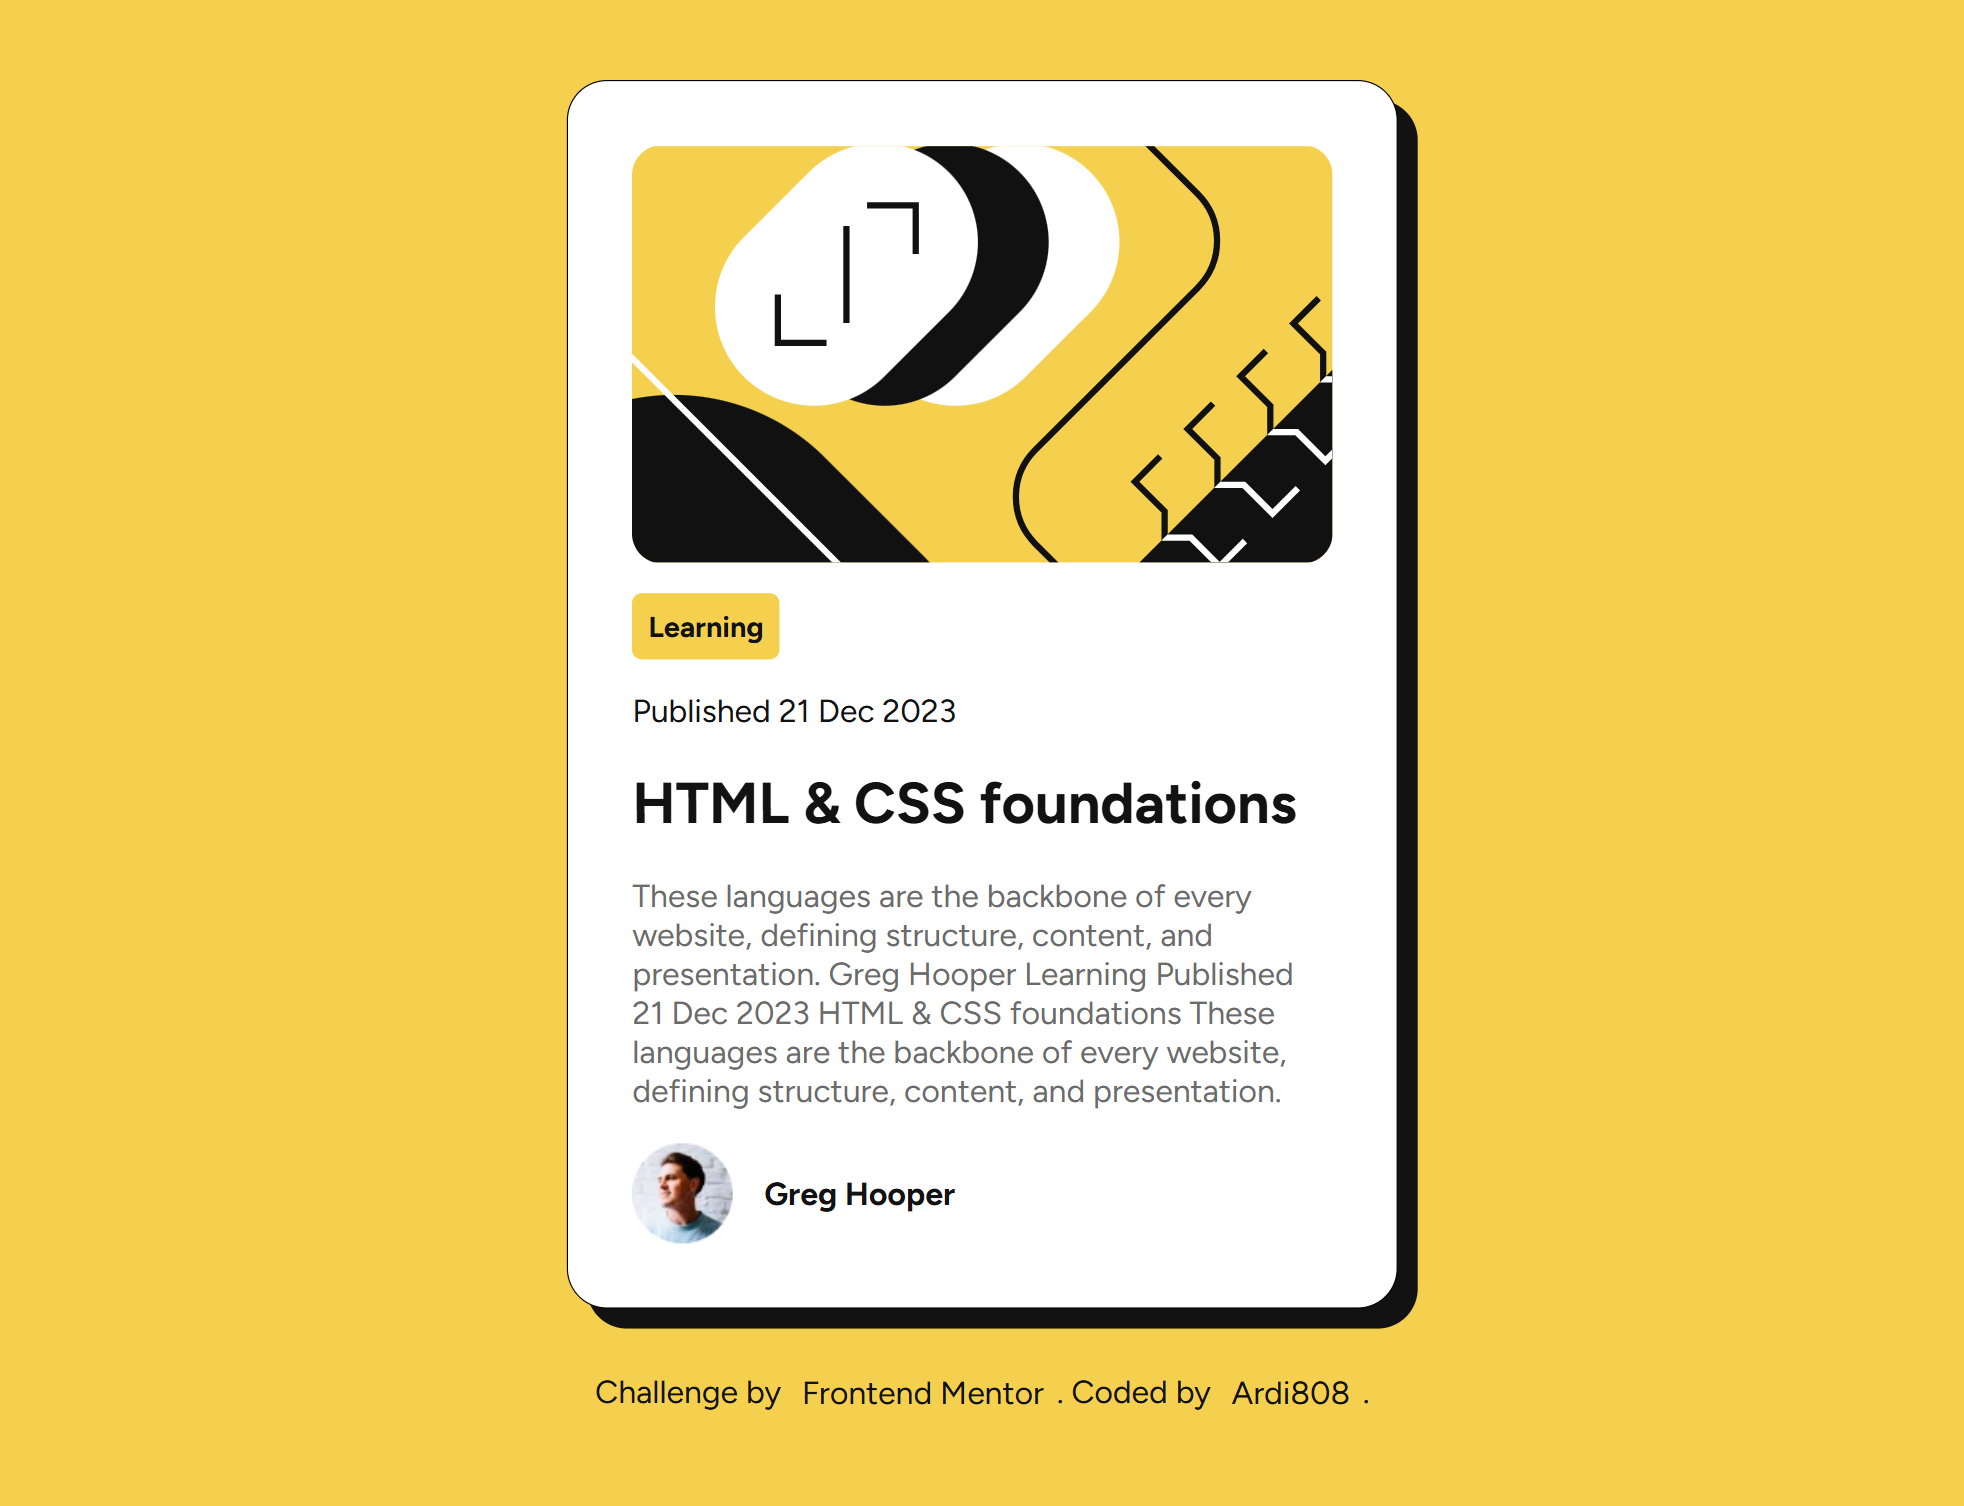 Learning
Published 21 Dec 2023
HTML & CSS foundations
These languages are the backbone of every
website, defining structure, content, and
presentation. Greg Hooper Learning Published
21 Dec 2023 HTML & CSS foundations These
languages are the backbone of every website,
defining structure, content, and presentation.
Greg Hooper
Challenge by Frontend Mentor . Coded by Ardi808 .